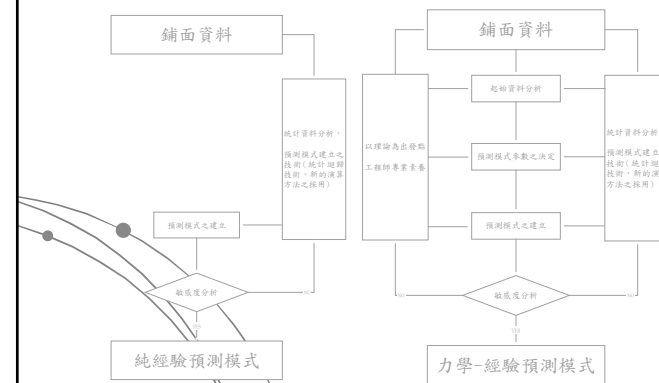 鋪面資料
統計資料分析，
預測模式建立之
技術(統計迴歸
技術，新的演算
方法之採用)
預測模式之建立
敏感度分析
NO
YES
純經驗預測模式
鋪面資料
起始資料分析
以理論為出發點
工程師專業素養
預測模式參數之決定
統計資料分析
預測模式建立
技術(統計迴
技術，新的演
方法之採用)
預測模式之建立
敏感度分析
NO
NO
YES
力學-經驗預測模式